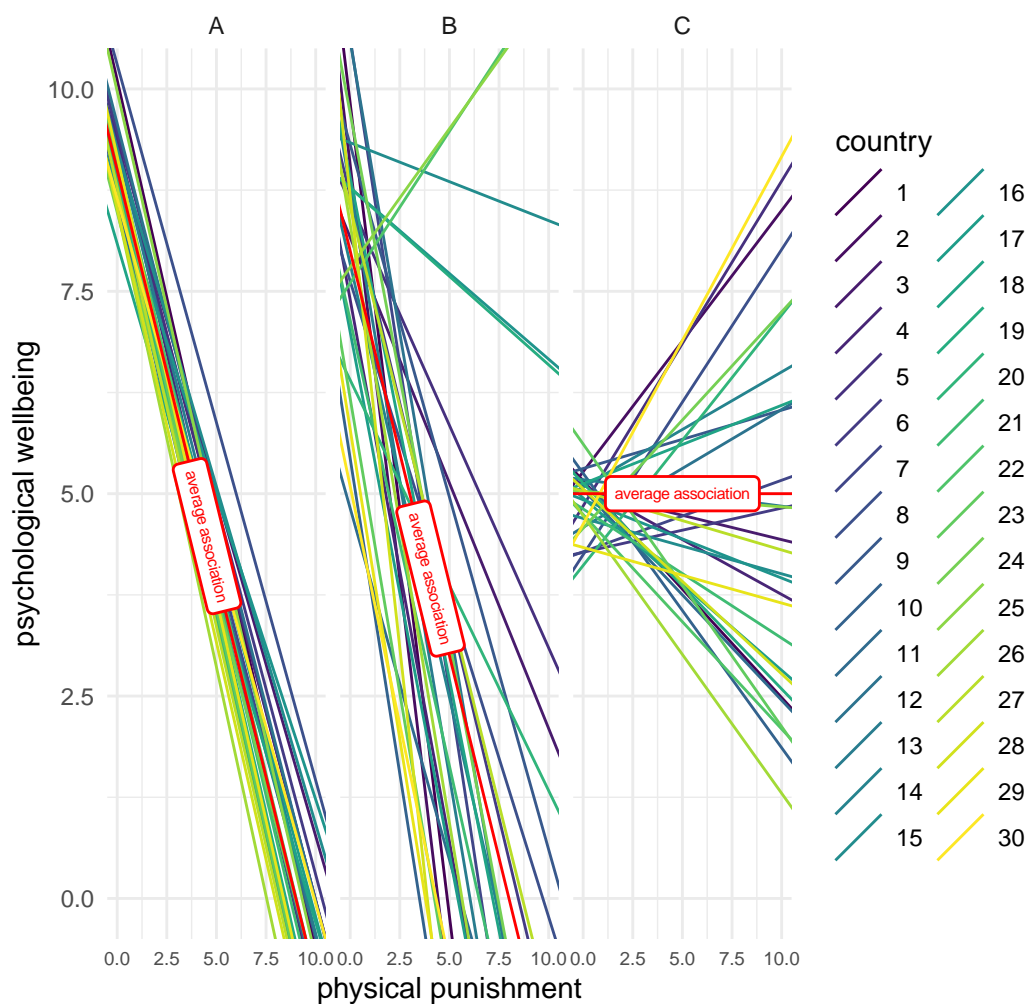 A
B
C
psychological wellbeing
10.0
7.5
5.0
2.5
0.0
average association
average association
average association
0.0 2.5 5.0 7.5 10.0
0.0 2.5 5.0 7.5 10.0
0.0 2.5 5.0 7.5 10.0
physical punishment
country
1
2
3
4
5
6
7
8
9
10
11
12
13
14
15
16
17
18
19
20
21
22
23
24
25
26
27
28
29
30